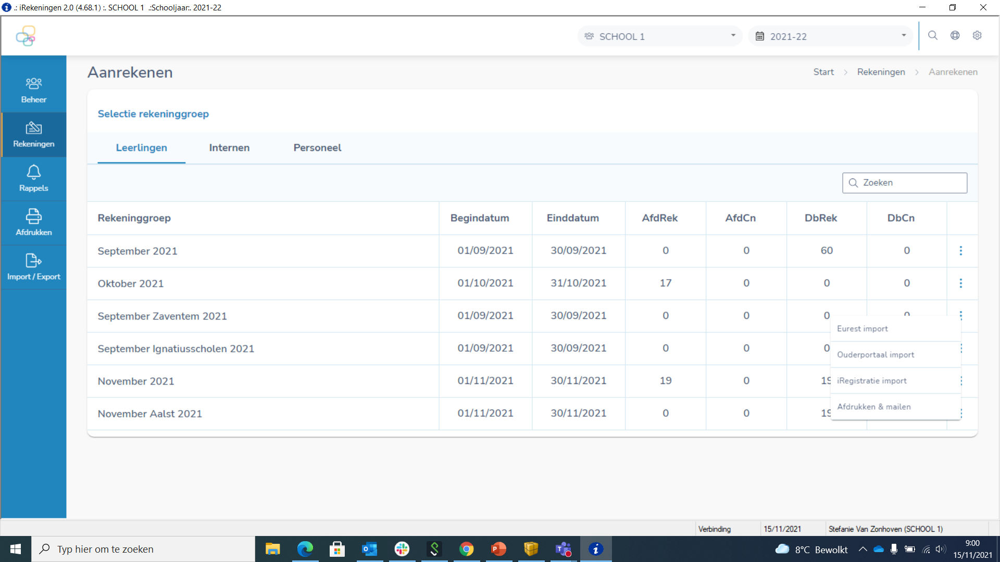 .: iRekeningen 2.0 (4.68.1) :. SCHOOL 1 .:Schooljaar:. 2021-22
SCHOOL 1
2021-22
Beheer
Rekeningen
Rappels
Afdrukken
Import / Export
Aanrekenen
Start > Rekeningen > Aanrekenen
Selectie rekeninggroep
Leerlingen Internen Personeel
Zoeken
Rekeninggroep Begindatum Einddatum AfdRek AfdCn DbRek DbCn
September 2021 01/09/2021 30/09/2021 0 0 60 0
Oktober 2021 01/10/2021 31/10/2021 17 0 0 0
September Zaventem 2021 01/09/2021 30/09/2021 0 0 0 0
September Ignatiusscholen 2021 01/09/2021 30/09/2021 0 0 0
November 2021 01/11/2021 30/11/2021 19 0 19
November Aalst 2021 01/11/2021 30/11/2021 0 0 19
Eurest import
Ouderportaal import
iRegistratie import
Afdrukken & mailen
Verbinding 15/11/2021 Stefanie Van Zonhoven (SCHOOL 1)
Typ hier om te zoeken
8°C Bewolkt
9:00
15/11/2021